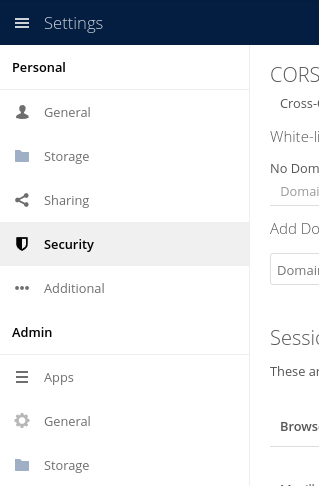 Settings
Personal
General
Storage
Sharing
Security
Additional
Admin
Apps
General
Storage
CORS
Cross-
White-li
No Dom
Domai
Add Do
Domain
Sessio
These ar
Brows